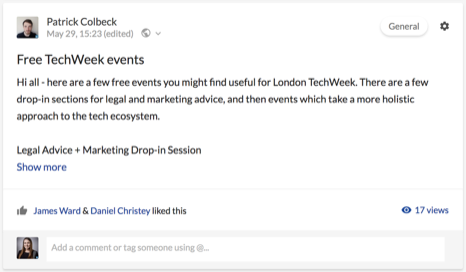 Patrick Colbeck
May 29, 15:23 (edited)
General
Free TechWeek events
Hi all - here are a few free events you might find useful for London TechWeek. There are a few
drop-in sections for legal and marketing advice, and then events which take a more holistic
approach to the tech ecosystem.
Legal Advice + Marketing Drop-in Session
Show more
James Ward & Daniel Christey liked this
17 views
Add a comment or tag someone using @...